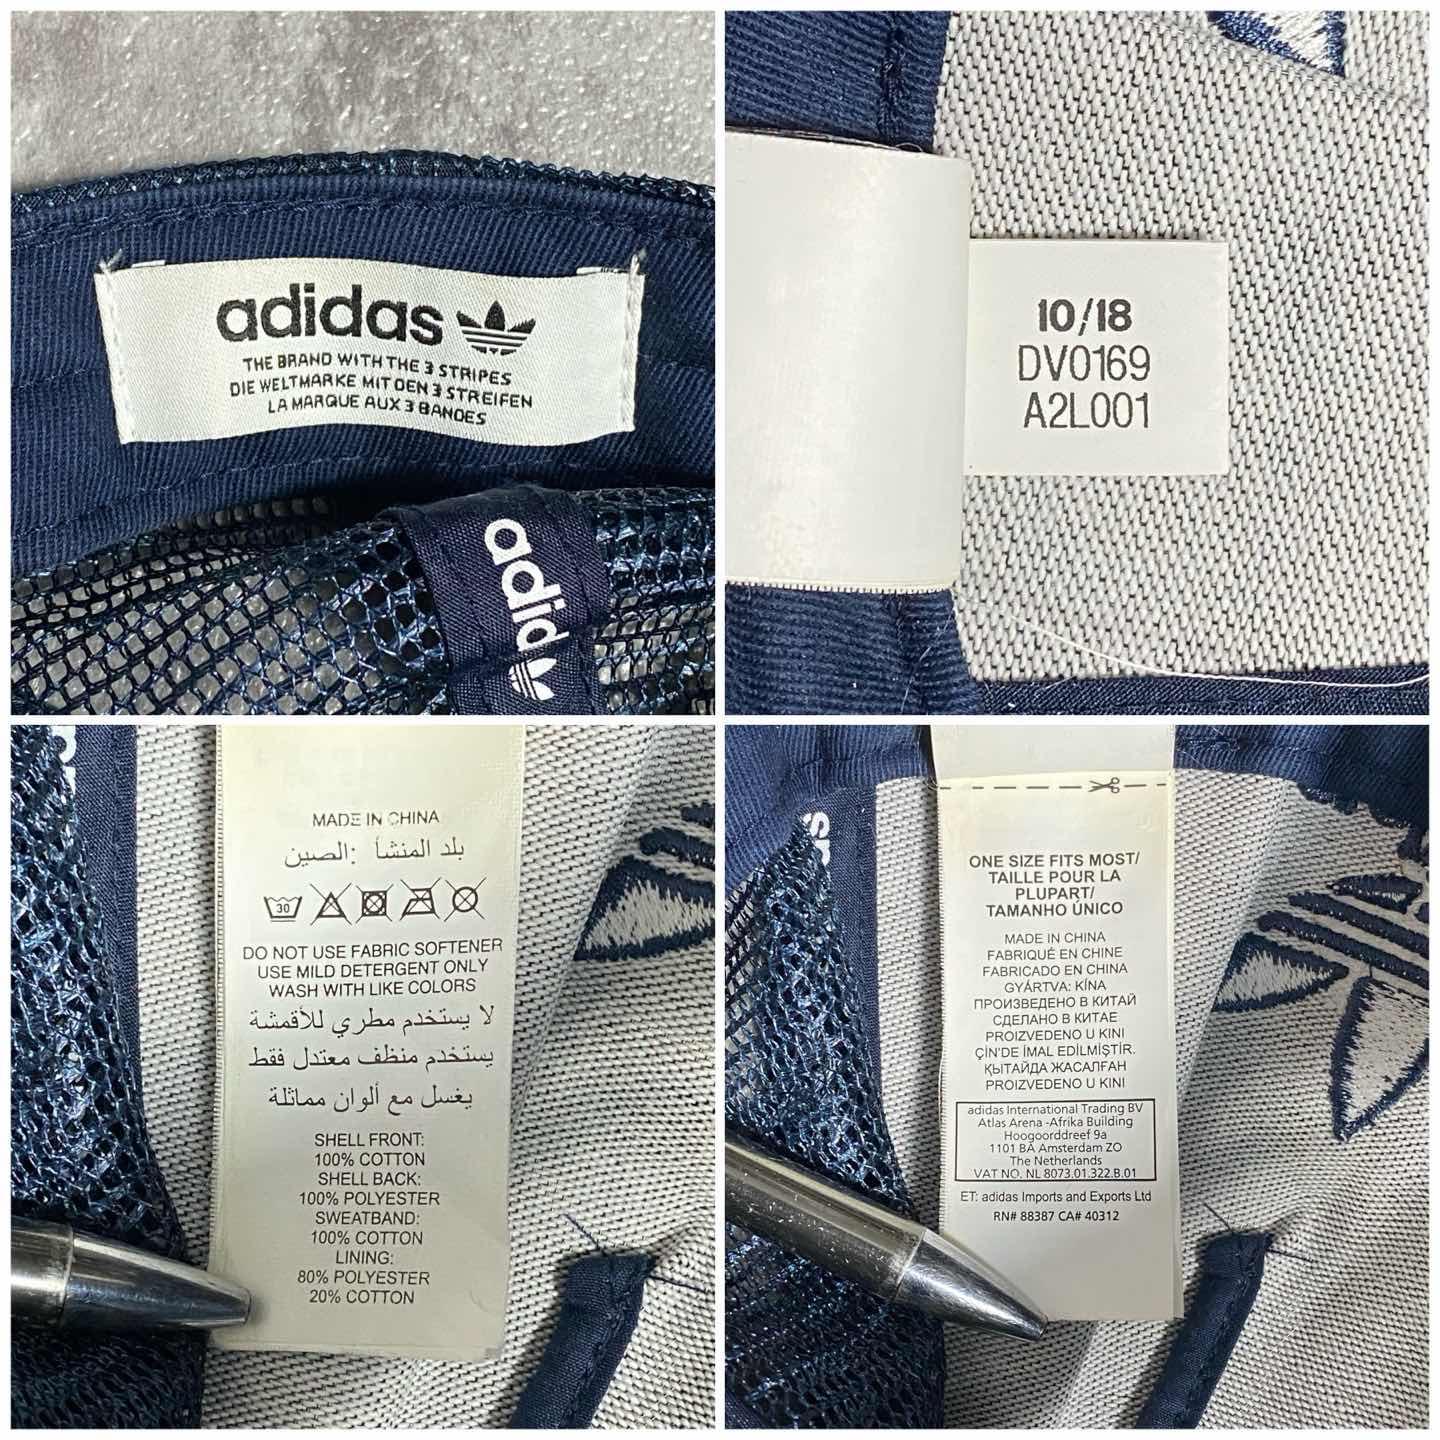 adidas
THE BRAND WITH THE 3 STRIPES
DIE WELTMARKE MIT DEN 3 STREIFEN
LA MARQUE AUX 3 BANDES
adid
10/18
DV0169
A2L001
MADE IN CHINA
بلد المنشأ: الصين
30
DO NOT USE FABRIC SOFTENER
USE MILD DETERGENT ONLY
WASH WITH LIKE COLORS
لا يستخدم مطري للأقمشة
يستخدم منظف معتدل فقط
يغسل مع ألوان مماثلة
SHELL FRONT:
100% COTTON
SHELL BACK:
100% POLYESTER
SWEATBAND:
100% COTTON
LINING:
80% POLYESTER
20% COTTON
ONE SIZE FITS MOST/
TAILLE POUR LA
PLUPART/
TAMANHO ÚNICO
MADE IN CHINA
FABRIQUÉ EN CHINE
FABRICADO EN CHINA
GYÁRTVA: KÍNA
ПРОИЗВЕДЕНО В КИТАЙ
СДЕЛАНО В КИТАЕ
PROIZVEDENO U KINI
ÇİN'DE İMAL EDİLMİŞTİR.
ҚЫТАЙДА ЖАСАЛҒАН
PROIZVEDENO U KINI
adidas International Trading BV
Atlas Arena -Afrika Building
Hoogoorddreef 9a
1101 BA Amsterdam ZO
The Netherlands
VAT NO. NL 8073.01.322.B.01
ET: adidas Imports and Exports Ltd
RN# 88387 CA# 40312